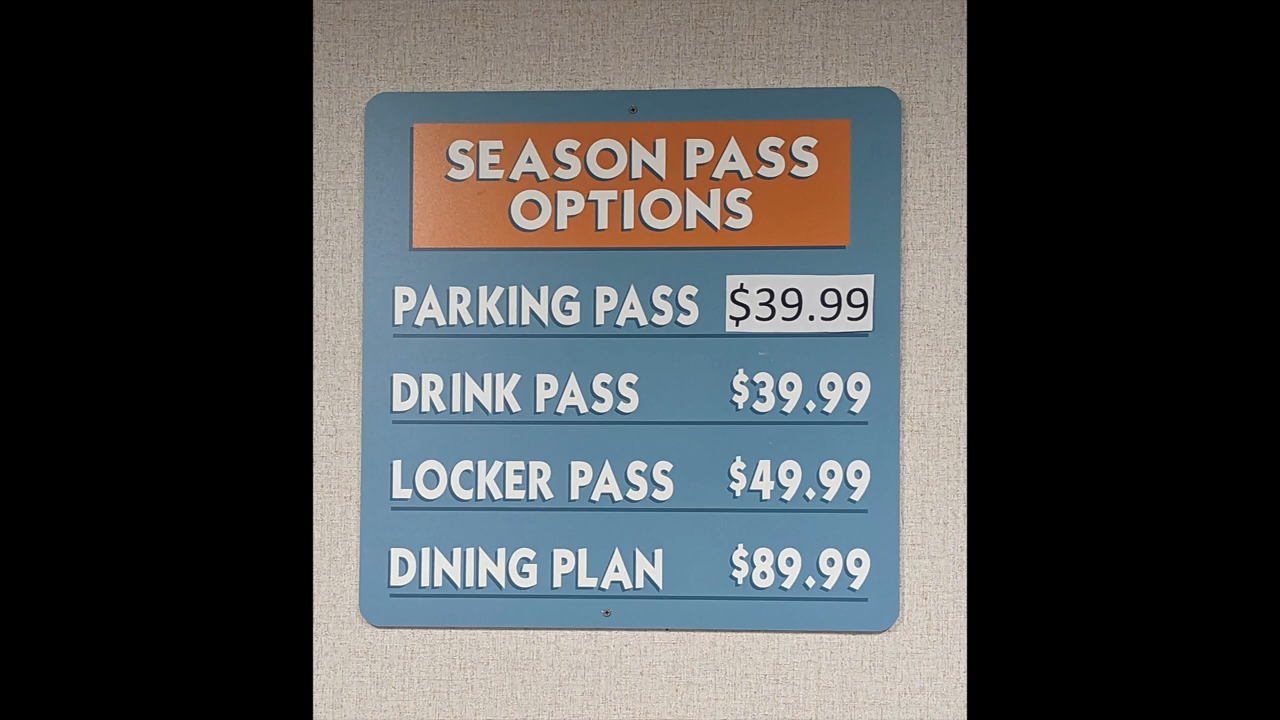 SEASON PASS
OPTIONS
PARKING PASS $39.99
DRINK PASS $39.99
LOCKER PASS $49.99
DINING PLAN $89.99